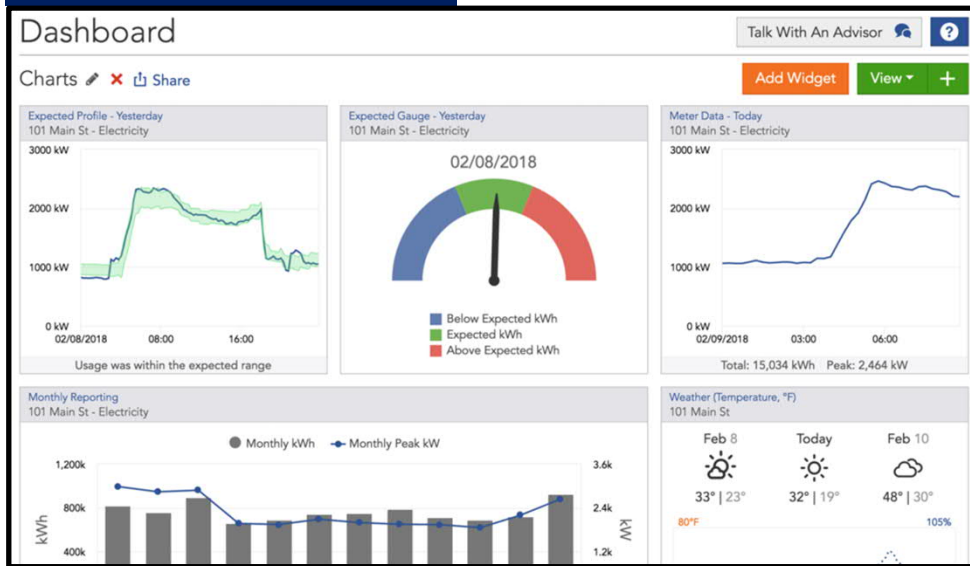 Dashboard
Talk With An Advisor
?
Charts
Share
Add Widget
View
+
Expected Profile - Yesterday
101 Main St - Electricity
3000 kW
2000 kW
1000 kW
0 kW
02/08/2018
08:00
16:00
Usage was within the expected range
Expected Gauge - Yesterday
101 Main St - Electricity
02/08/2018
Below Expected kWh
Expected kWh
Above Expected kWh
Meter Data - Today
101 Main St - Electricity
3000 kW
2000 kW
1000 kW
0 kW
02/09/2018
03:00
06:00
Total: 15,034 kWh Peak: 2,464 kW
Monthly Reporting
101 Main St - Electricity
Monthly kWh
Monthly Peak kW
1,200k
800k
400k
kWh
3.6k
2.4k
1.2k
kW
Weather (Temperature, °F)
101 Main St
Feb 8
Today
Feb 10
33° | 23°
32° | 19°
48° | 30°
80°F
105%